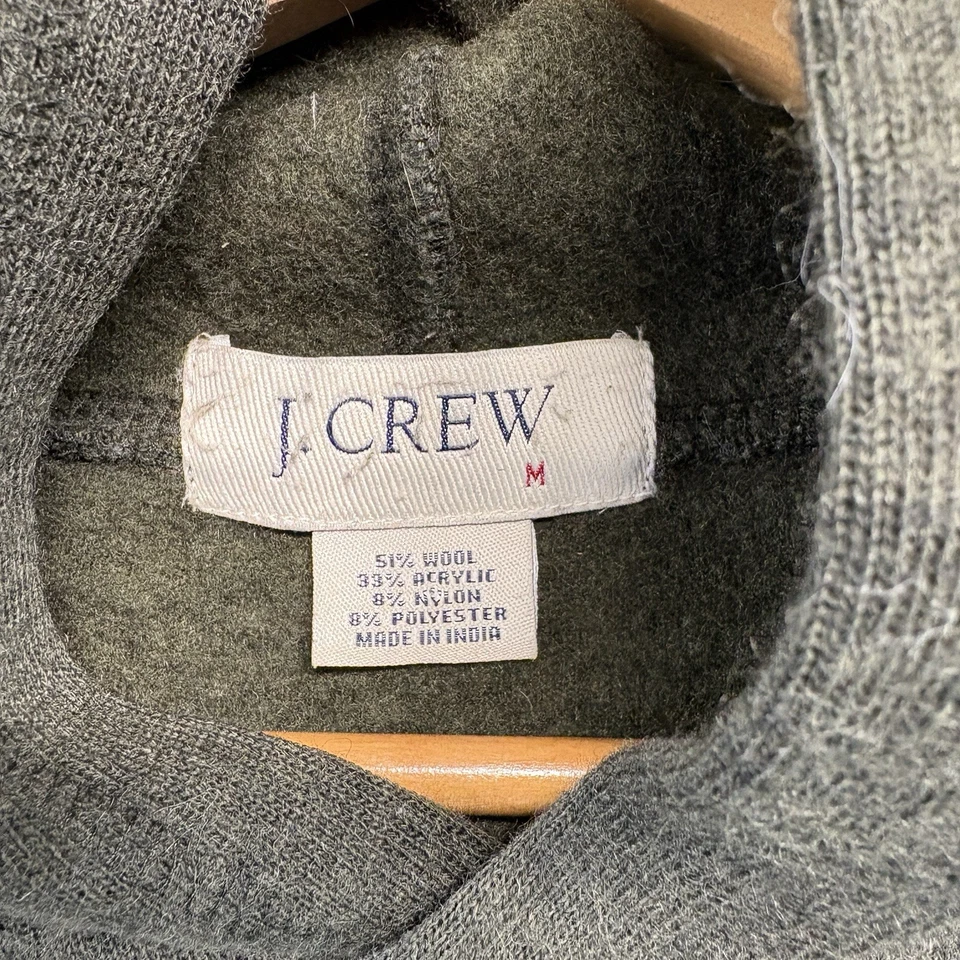 J.CREW
M
51% WOOL
33% ACRYLIC
8% NYLON
8% POLYESTER
MADE IN INDIA